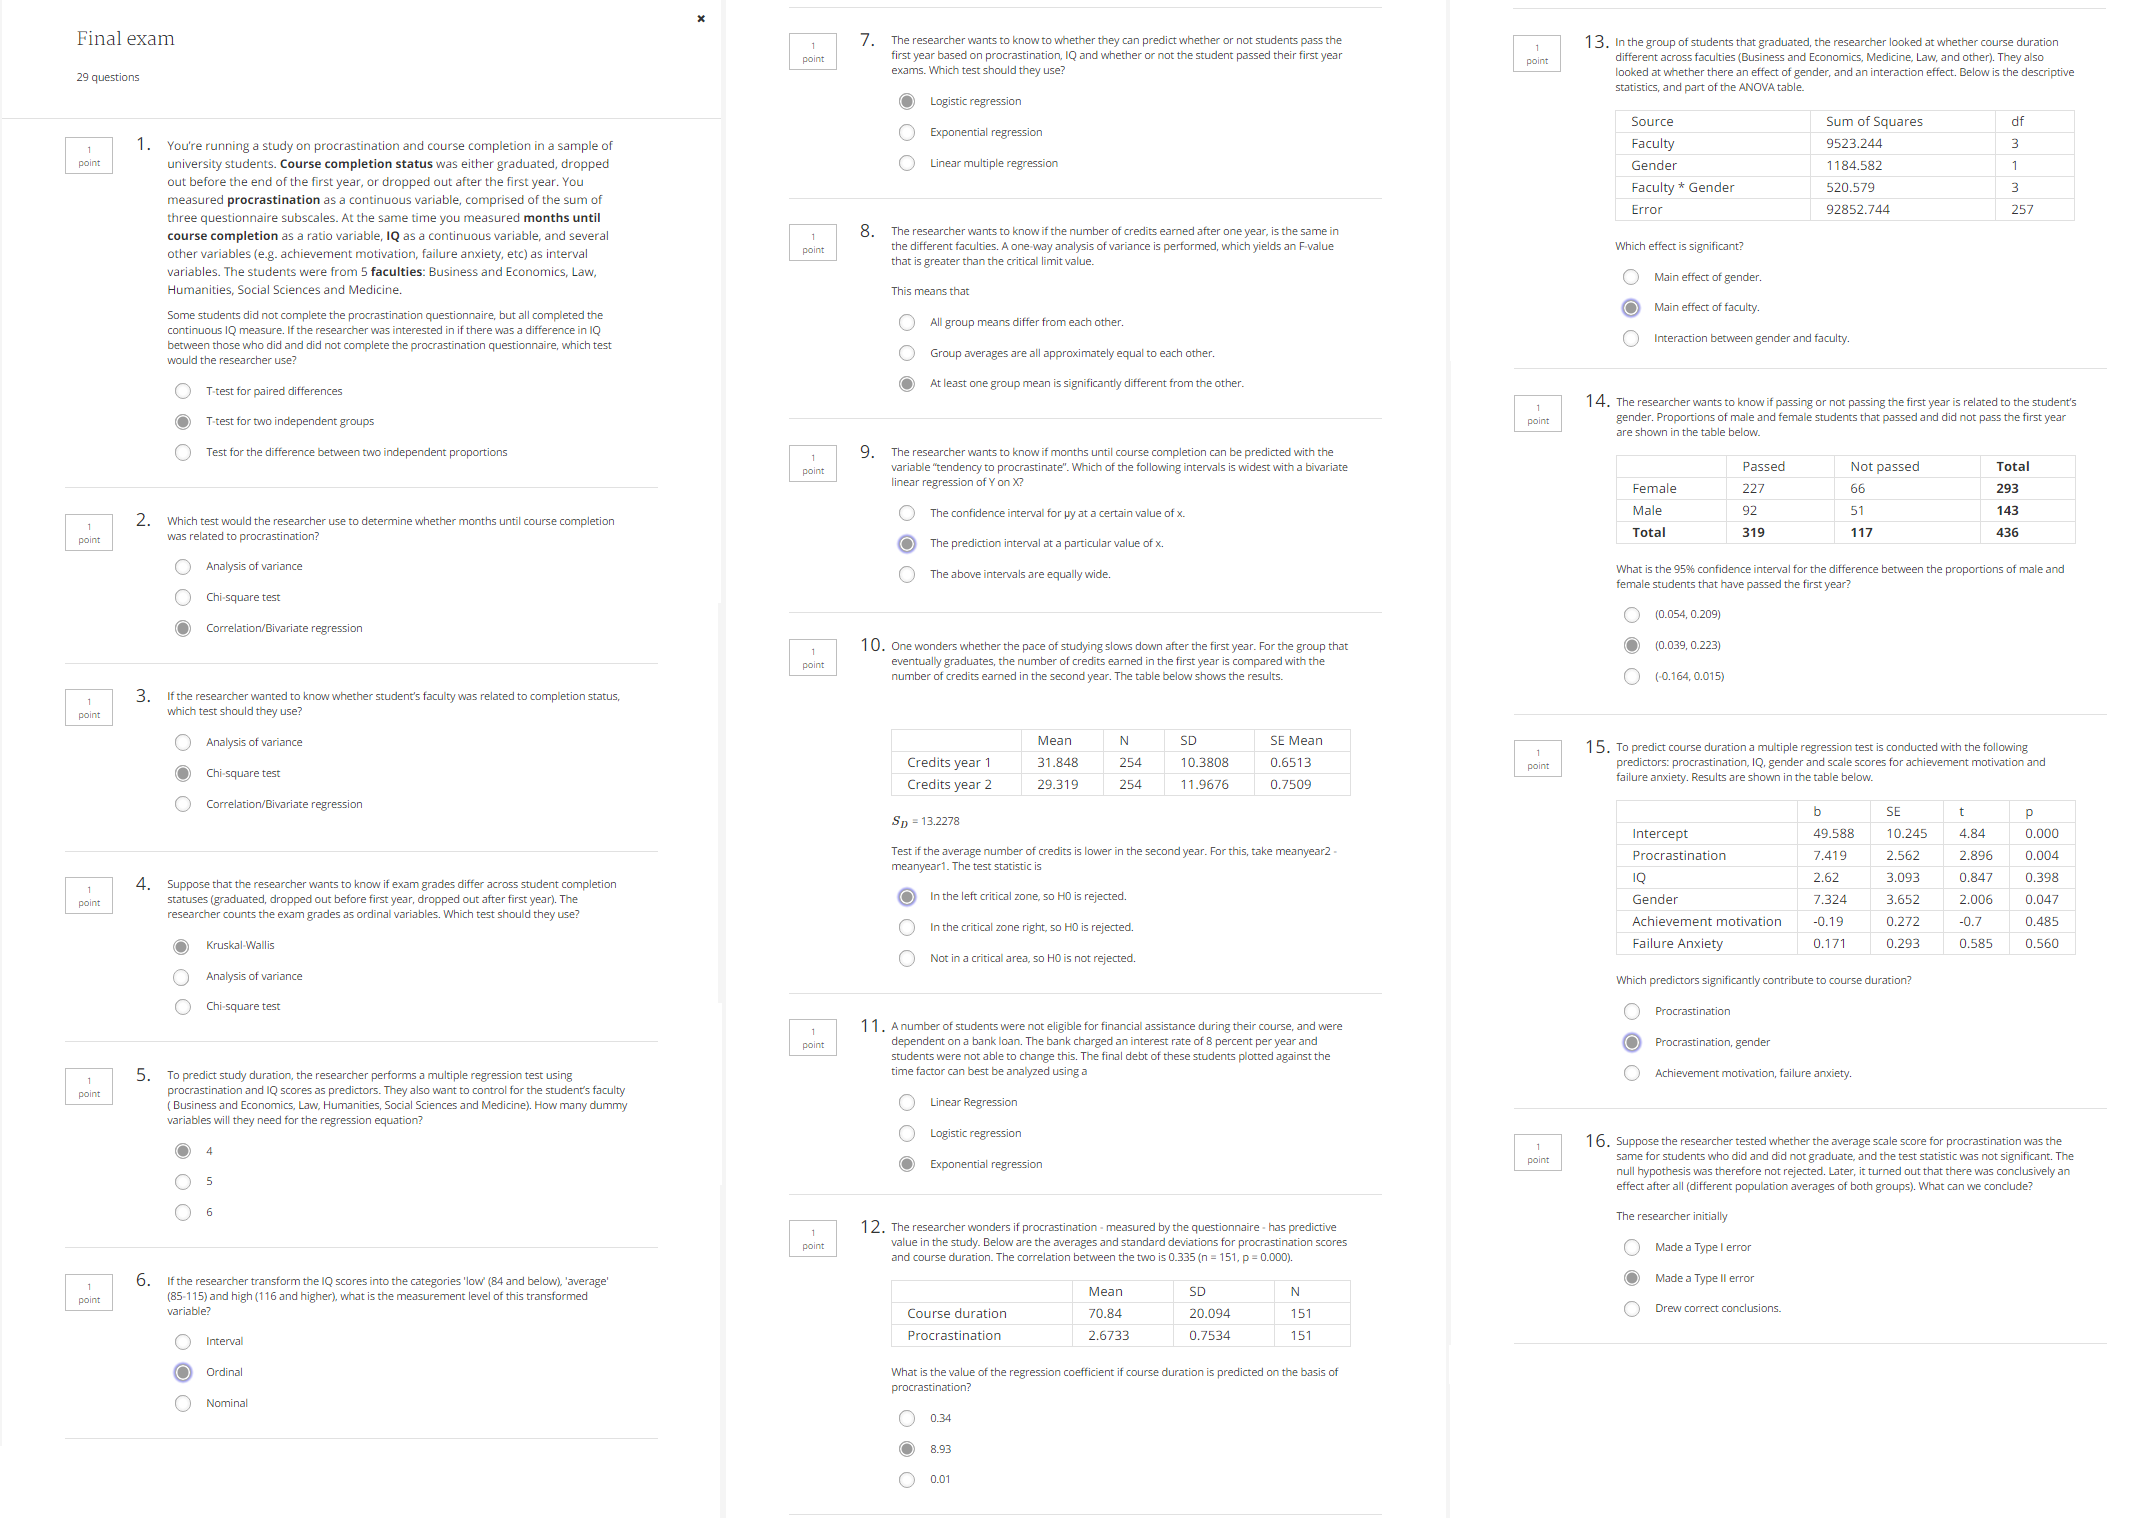 ×
Final exam
29 questions
1
point
1.
You're running a study on procrastination and course completion in a sample of
university students. Course completion status was either graduated, dropped
out before the end of the first year, or dropped out after the first year. You
measured procrastination as a continuous variable, comprised of the sum of
three questionnaire subscales. At the same time you measured months until
course completion as a ratio variable, IQ as a continuous variable, and several
other variables (e.g. achievement motivation, failure anxiety, etc) as interval
variables. The students were from 5 faculties: Business and Economics, Law,
Humanities, Social Sciences and Medicine.
Some students did not complete the procrastination questionnaire, but all completed the
continuous IQ measure. If the researcher was interested in if there was a difference in IQ
between those who did and did not complete the procrastination questionnaire, which test
would the researcher use?
T-test for paired differences
T-test for two independent groups
Test for the difference between two independent proportions
1
point
2.
Which test would the researcher use to determine whether months until course completion
was related to procrastination?
Analysis of variance
Chi-square test
Correlation/Bivariate regression
1
point
3.
If the researcher wanted to know whether student's faculty was related to completion status,
which test should they use?
Analysis of variance
Chi-square test
Correlation/Bivariate regression
1
point
4.
Suppose that the researcher wants to know if exam grades differ across student completion
statuses (graduated, dropped out before first year, dropped out after first year). The
researcher counts the exam grades as ordinal variables. Which test should they use?
Kruskal-Wallis
Analysis of variance
Chi-square test
1
point
5.
To predict study duration, the researcher performs a multiple regression test using
procrastination and IQ scores as predictors. They also want to control for the student's faculty
( Business and Economics, Law, Humanities, Social Sciences and Medicine). How many dummy
variables will they need for the regression equation?
4
5
6
1
point
6.
If the researcher transform the IQ scores into the categories 'low' (84 and below), 'average'
(85-115) and high (116 and higher), what is the measurement level of this transformed
variable?
Interval
Ordinal
Nominal
1
point
7.
The researcher wants to know to whether they can predict whether or not students pass the
first year based on procrastination, IQ and whether or not the student passed their first year
exams. Which test should they use?
Logistic regression
Exponential regression
Linear multiple regression
1
point
8.
The researcher wants to know if the number of credits earned after one year, is the same in
the different faculties. A one-way analysis of variance is performed, which yields an F-value
that is greater than the critical limit value.
This means that
All group means differ from each other.
Group averages are all approximately equal to each other.
At least one group mean is significantly different from the other.
1
point
9.
The researcher wants to know if months until course completion can be predicted with the
variable "tendency to procrastinate". Which of the following intervals is widest with a bivariate
linear regression of Y on X?
The confidence interval for μy at a certain value of x.
The prediction interval at a particular value of x.
The above intervals are equally wide.
1
point
10.
One wonders whether the pace of studying slows down after the first year. For the group that
eventually graduates, the number of credits earned in the first year is compared with the
number of credits earned in the second year. The table below shows the results.
Mean N SD SE Mean
Credits year 1 31.848 254 10.3808 0.6513
Credits year 2 29.319 254 11.9676 0.7509
S_D = 13.2278
Test if the average number of credits is lower in the second year. For this, take meanyear2 -
meanyear1. The test statistic is
In the left critical zone, so H0 is rejected.
In the critical zone right, so H0 is rejected.
Not in a critical area, so H0 is not rejected.
1
point
11.
A number of students were not eligible for financial assistance during their course, and were
dependent on a bank loan. The bank charged an interest rate of 8 percent per year and
students were not able to change this. The final debt of these students plotted against the
time factor can best be analyzed using a
Linear Regression
Logistic regression
Exponential regression
1
point
12.
The researcher wonders if procrastination - measured by the questionnaire - has predictive
value in the study. Below are the averages and standard deviations for procrastination scores
and course duration. The correlation between the two is 0.335 (n = 151, p = 0.000).
Mean SD N
Course duration 70.84 20.094 151
Procrastination 2.6733 0.7534 151
What is the value of the regression coefficient if course duration is predicted on the basis of
procrastination?
0.34
8.93
0.01
1
point
13.
In the group of students that graduated, the researcher looked at whether course duration
different across faculties (Business and Economics, Medicine, Law, and other). They also
looked at whether there an effect of gender, and an interaction effect. Below is the descriptive
statistics, and part of the ANOVA table.
Source Sum of Squares df
Faculty 9523.244 3
Gender 1184.582 1
Faculty * Gender 520.579 3
Error 92852.744 257
Which effect is significant?
Main effect of gender.
Main effect of faculty.
Interaction between gender and faculty.
1
point
14.
The researcher wants to know if passing or not passing the first year is related to the student's
gender. Proportions of male and female students that passed and did not pass the first year
are shown in the table below.
Passed Not passed Total
Female 227 66 293
Male 92 51 143
Total 319 117 436
What is the 95% confidence interval for the difference between the proportions of male and
female students that have passed the first year?
(0.054, 0.209)
(0.039, 0.223)
(-0.164, 0.015)
1
point
15.
To predict course duration a multiple regression test is conducted with the following
predictors: procrastination, IQ, gender and scale scores for achievement motivation and
failure anxiety. Results are shown in the table below.
b SE t p
Intercept 49.588 10.245 4.84 0.000
Procrastination 7.419 2.562 2.896 0.004
IQ 2.62 3.093 0.847 0.398
Gender 7.324 3.652 2.006 0.047
Achievement motivation -0.19 0.272 -0.7 0.485
Failure Anxiety 0.171 0.293 0.585 0.560
Which predictors significantly contribute to course duration?
Procrastination
Procrastination, gender
Achievement motivation, failure anxiety.
1
point
16.
Suppose the researcher tested whether the average scale score for procrastination was the
same for students who did and did not graduate, and the test statistic was not significant. The
null hypothesis was therefore not rejected. Later, it turned out that there was conclusively an
effect after all (different population averages of both groups). What can we conclude?
The researcher initially
Made a Type I error
Made a Type II error
Drew correct conclusions.